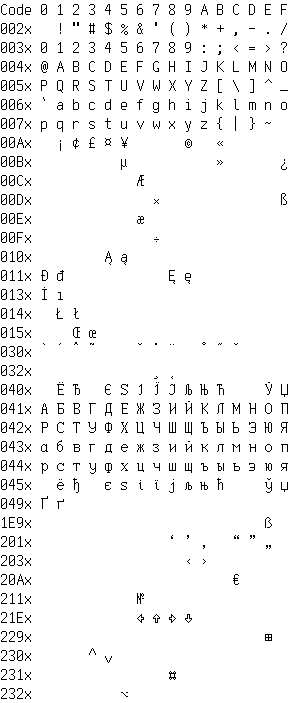 Code 0 1 2 3 4 5 6 7 8 9 A B C D E F
002x ! " # $ % & ' ( ) * + , - . /
003x 0 1 2 3 4 5 6 7 8 9 : ; < = > ?
004x @ A B C D E F G H I J K L M N O
005x P Q R S T U V W X Y Z [ \ ] ^ _
006x ` a b c d e f g h i j k l m n o
007x p q r s t u v w x y z { | } ~
00Ax ¡ ¢ £ ¤ ¥ © «
00Bx µ » ¿
00Cx Æ
00Dx × ß
00Ex æ
00Fx ÷
010x Ą ą
011x Đ đ Ę ę
013x İ ı
014x Ł ł
015x Œ œ
030x ̀ ́ ̂ ̃ ̆ ̇ ̈ ̊ ̋ ̌
032x ̧ ̨
040x Ё Ђ Є Ѕ І Ї Ј Љ Њ Ћ Ў Џ
041x А Б В Г Д Е Ж З И Й К Л М Н О П
042x Р С Т У Ф Х Ц Ч Ш Щ Ъ Ы Ь Э Ю Я
043x а б в г д е ж з и й к л м н о п
044x р с т у ф х ц ч ш щ ъ ы ь э ю я
045x ё ђ є ѕ і ї ј љ њ ћ ў џ
049x Ґ ґ
1E9x ẞ
201x ‘ ’ ‚ “ ” „
203x ‹ ›
20Ax €
211x №
21Ex ⇦ ⇧ ⇨ ⇩
229x ⊞
230x ⌃ ⌄
231x ⌘
232x ⌥